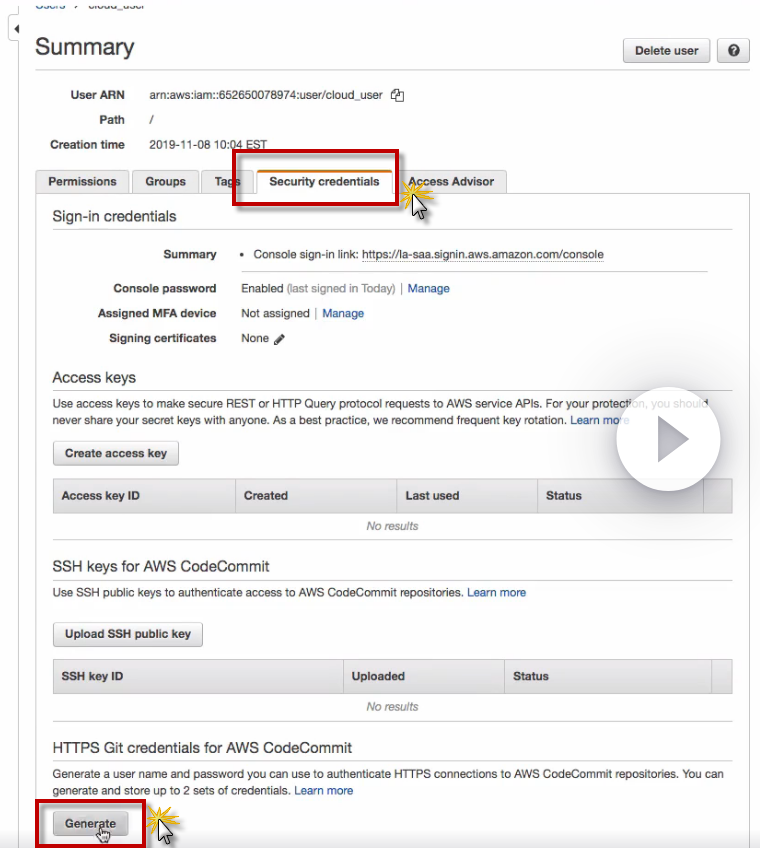 Users > cloud_user
Summary
Delete user
?
User ARN arn:aws:iam::652650078974:user/cloud_user
Path /
Creation time 2019-11-08 10:04 EST
Permissions Groups Tags Security credentials Access Advisor
Sign-in credentials
Summary • Console sign-in link: https://la-saa.signin.aws.amazon.com/console
Console password Enabled (last signed in Today) | Manage
Assigned MFA device Not assigned | Manage
Signing certificates None
Access keys
Use access keys to make secure REST or HTTP Query protocol requests to AWS service APIs. For your protection, you should
never share your secret keys with anyone. As a best practice, we recommend frequent key rotation. Learn more
Create access key
Access key ID Created Last used Status
No results
SSH keys for AWS CodeCommit
Use SSH public keys to authenticate access to AWS CodeCommit repositories. Learn more
Upload SSH public key
SSH key ID Uploaded Status
No results
HTTPS Git credentials for AWS CodeCommit
Generate a user name and password you can use to authenticate HTTPS connections to AWS CodeCommit repositories. You can
generate and store up to 2 sets of credentials. Learn more
Generate